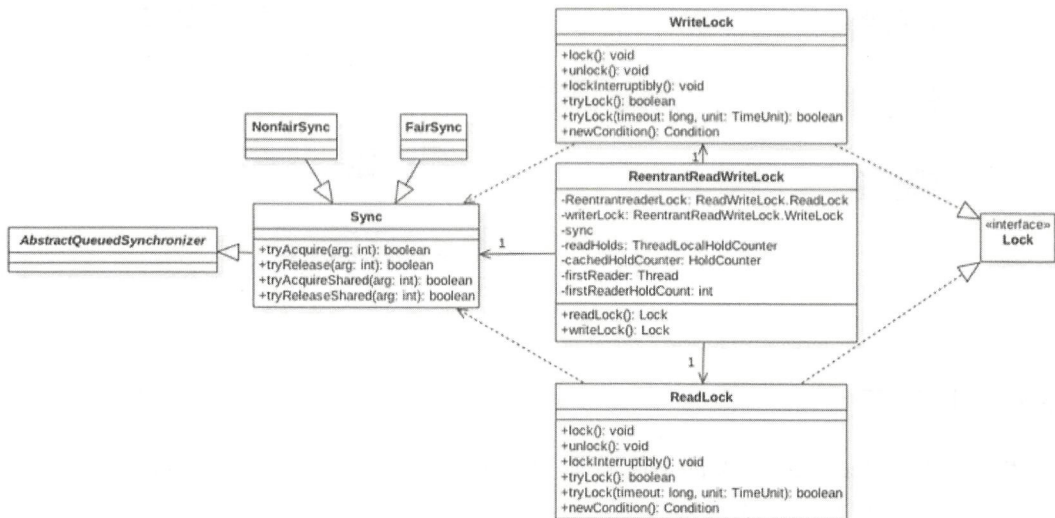 WriteLock
+lock(): void
+unlock(): void
+lockInterruptibly(): void
+tryLock(): boolean
+tryLock(timeout: long, unit: TimeUnit): boolean
+newCondition(): Condition
NonfairSync
FairSync
1
ReentrantReadWriteLock
-ReentrantreaderLock: ReadWriteLock.ReadLock
-writerLock: ReentrantReadWriteLock.WriteLock
-sync
-readHolds: ThreadLocalHoldCounter
-cachedHoldCounter: HoldCounter
-firstReader: Thread
-firstReaderHoldCount: int
+readLock(): Lock
+writeLock(): Lock
Sync
+tryAcquire(arg: int): boolean
+tryRelease(arg: int): boolean
+tryAcquireShared(arg: int): boolean
+tryReleaseShared(arg: int): boolean
1
AbstractQueuedSynchronizer
«interface»
Lock
1
ReadLock
+lock(): void
+unlock(): void
+lockInterruptibly(): void
+tryLock(): boolean
+tryLock(timeout: long, unit: TimeUnit): boolean
+newCondition(): Condition